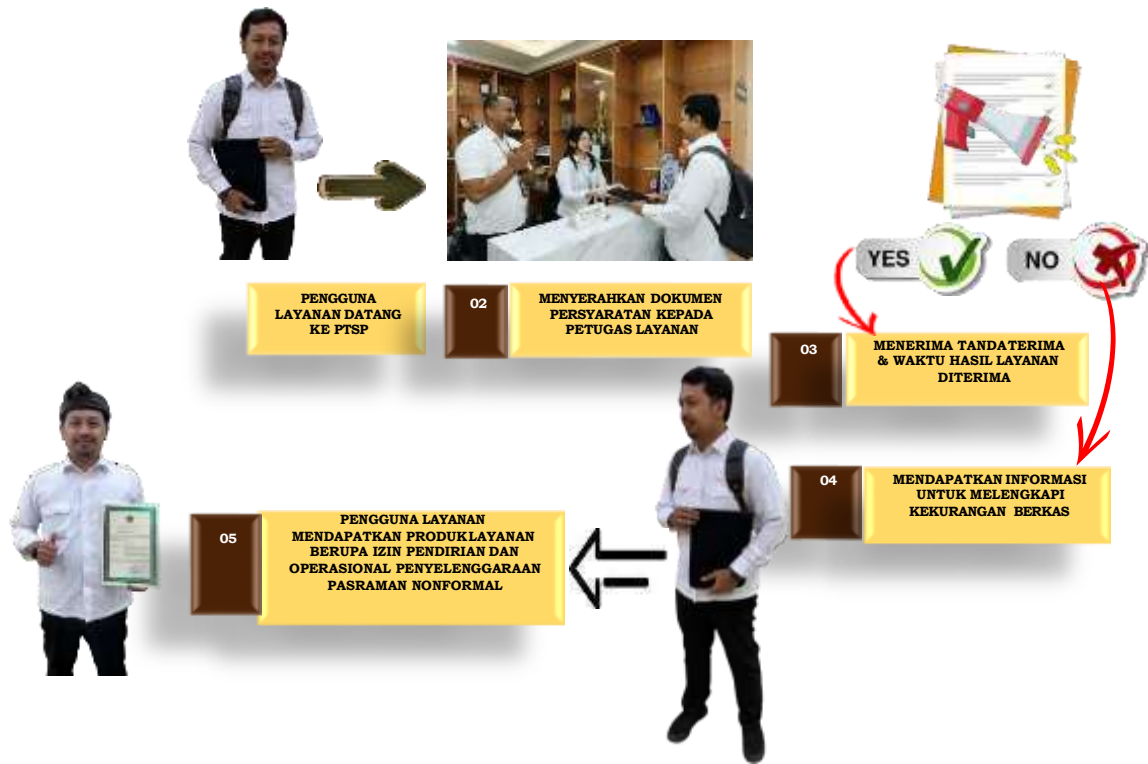 PENGGUNA
LAYANAN DATANG
KE PTSP
02
MENYERAHKAN DOKUMEN
PERSYARATAN KEPADA
PETUGAS LAYANAN
YES
NO
03
MENERIMA TANDATERIMA
& WAKTU HASIL LAYANAN
DITERIMA
04
MENDAPATKAN INFORMASI
UNTUK MELENGKAPI
KEKURANGAN BERKAS
05
PENGGUNA LAYANAN
MENDAPATKAN PRODUKLAYANAN
BERUPA IZIN PENDIRIAN DAN
OPERASIONAL PENYELENGGARAAN
PASRAMAN NONFORMAL